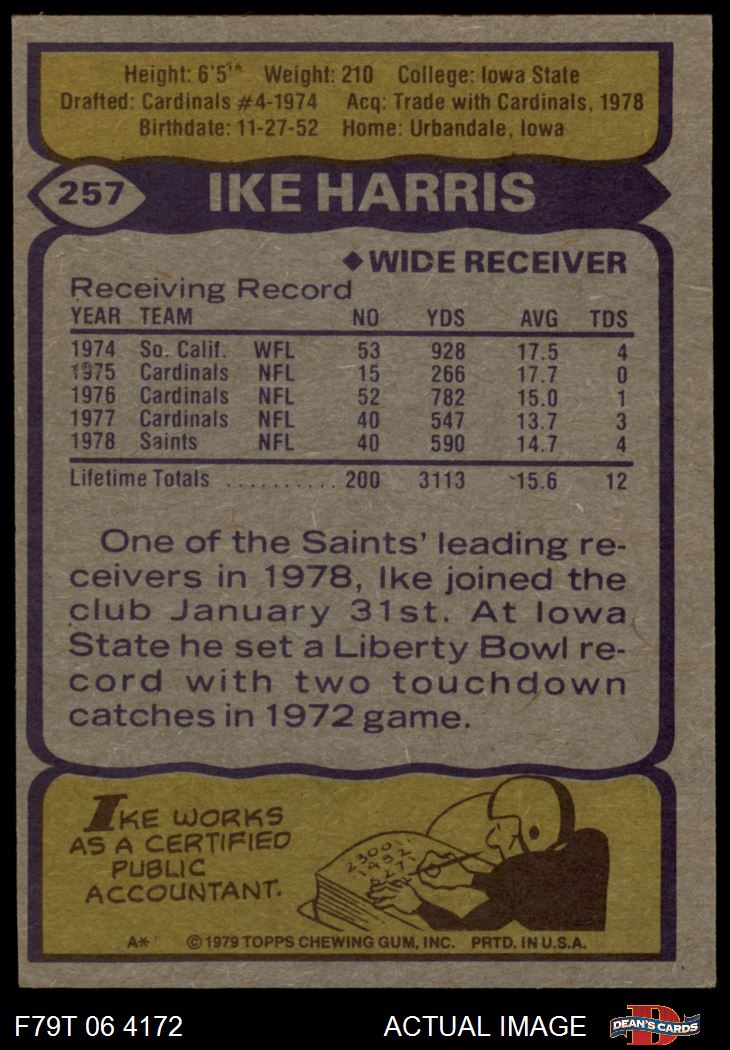 Height: 6'5" Weight: 210 College: Iowa State
Drafted: Cardinals #4-1974 Acq: Trade with Cardinals, 1978
Birthdate: 11-27-52 Home: Urbandale, Iowa
257 IKE HARRIS
◆ WIDE RECEIVER
Receiving Record
YEAR TEAM NO YDS AVG TDS
1974 So. Calif. WFL 53 928 17.5 4
1975 Cardinals NFL 15 266 17.7 0
1976 Cardinals NFL 52 782 15.0 1
1977 Cardinals NFL 40 547 13.7 3
1978 Saints NFL 40 590 14.7 4
Lifetime Totals .......... 200 3113 15.6 12
One of the Saints' leading re-
ceivers in 1978, Ike joined the
club January 31st. At Iowa
State he set a Liberty Bowl re-
cord with two touchdown
catches in 1972 game.
IKE WORKS
AS A CERTIFIED
PUBLIC
ACCOUNTANT.
2300
1482
A* © 1979 TOPPS CHEWING GUM, INC. PRTD. IN U.S.A.
F79T 06 4172 ACTUAL IMAGE DEAN'S CARDS